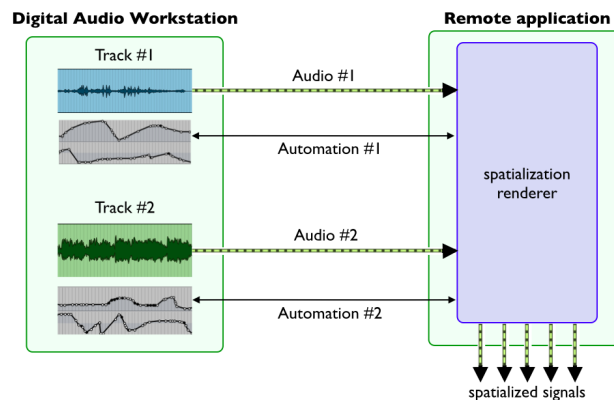 Digital Audio Workstation
Remote application
Track #1
Audio #1
Automation #1
spatialization
renderer
Track #2
Audio #2
Automation #2
spatialized signals